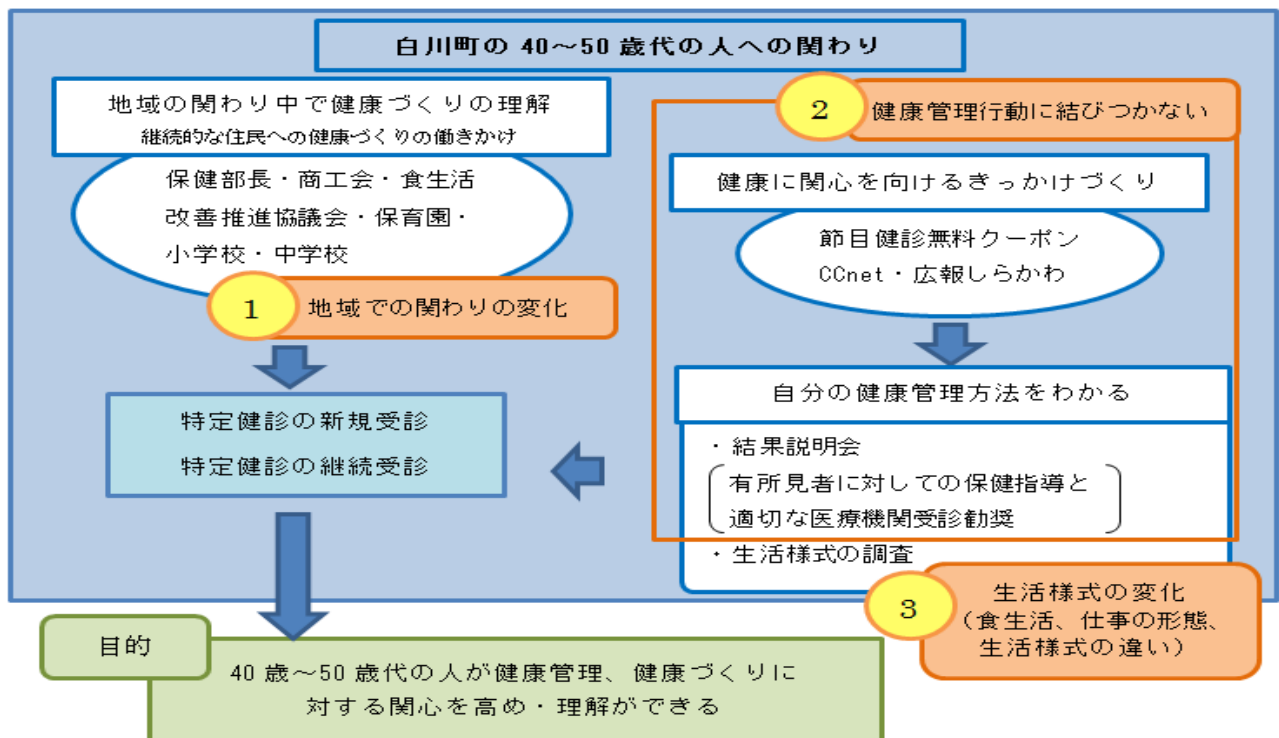 白川町の 40～50 歳代の人への関わり
地域の関わり中で健康づくりの理解
継続的な住民への健康づくりの働きかけ
保健部長・商工会・食生活
改善推進協議会・保育園・
小学校・中学校
1
地域での関わりの変化
特定健診の新規受診
特定健診の継続受診
2
健康管理行動に結びつかない
健康に関心を向けるきっかけづくり
節目健診無料クーポン
CCnet・広報しらかわ
自分の健康管理方法をわかる
・結果説明会
有所見者に対しての保健指導と
適切な医療機関受診勧奨
・生活様式の調査
3
生活様式の変化
（食生活、仕事の形態、
生活様式の違い）
目的
40 歳～50 歳代の人が健康管理、健康づくりに
対する関心を高め・理解ができる